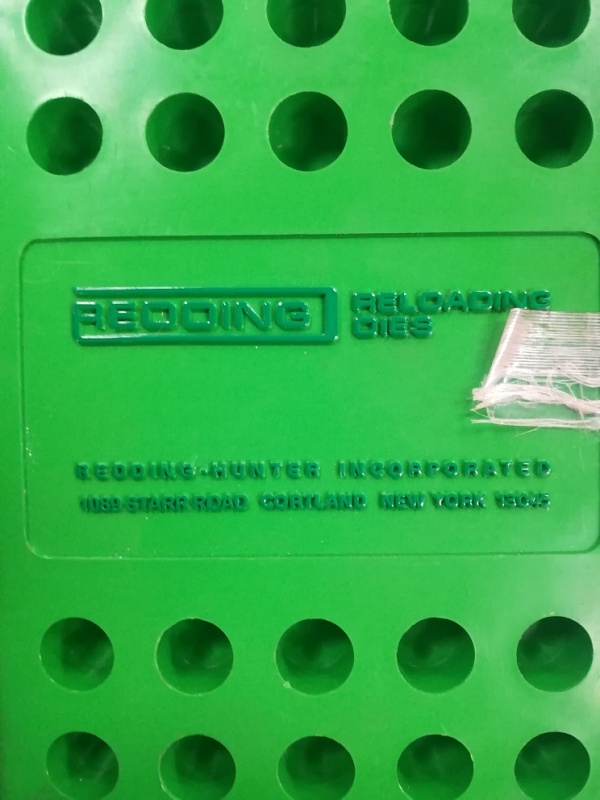 REDDING RELOADING DIES
REDDING-HUNTER INCORPORATED
1089 STARR ROAD CORTLAND NEW YORK 13045